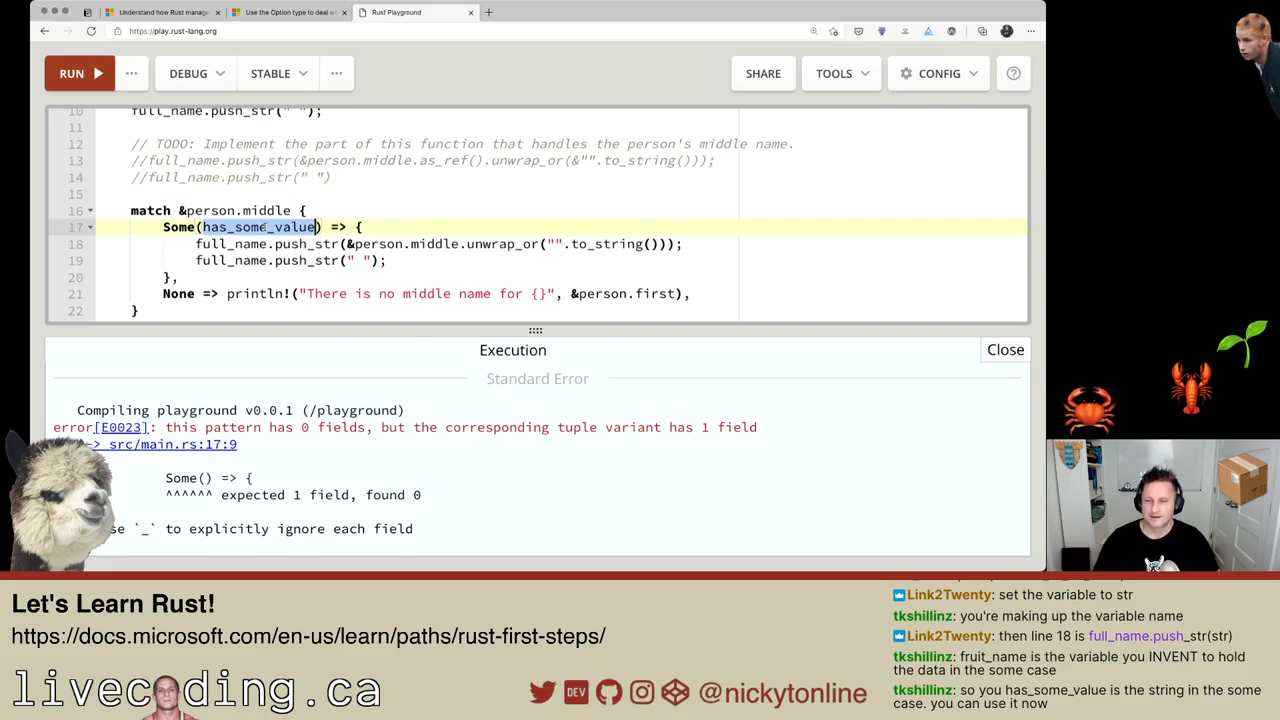 Understand how Rust manage
Use the Option type to deal w
Rust Playground
https://play.rust-lang.org
RUN
DEBUG
STABLE
SHARE
TOOLS
CONFIG
10 full_name.push_str(" ");
11
12 // TODO: Implement the part of this function that handles the person's middle name.
13 //full_name.push_str(&person.middle.as_ref().unwrap_or(&"".to_string()));
14 //full_name.push_str(" ")
15
16 match &person.middle {
17 Some(has_some_value) => {
18 full_name.push_str(&person.middle.unwrap_or("".to_string()));
19 full_name.push_str(" ");
20 },
21 None => println!("There is no middle name for {}", &person.first),
22 }
Execution
Close
Standard Error
Compiling playground v0.0.1 (/playground)
error[E0023]: this pattern has 0 fields, but the corresponding tuple variant has 1 field
> src/main.rs:17:9
Some() => {
^^^^^^ expected 1 field, found 0
`_` to explicitly ignore each field
Let's Learn Rust!
https://docs.microsoft.com/en-us/learn/paths/rust-first-steps/
livecoding.ca
DEV
@nickytonline
Link2Twenty: set the variable to str
tkshillinz: you're making up the variable name
Link2Twenty: then line 18 is full_name.push_str(str)
tkshillinz: fruit_name is the variable you INVENT to hold
the data in the some case
tkshillinz: so you has_some_value is the string in the some
case. you can use it now